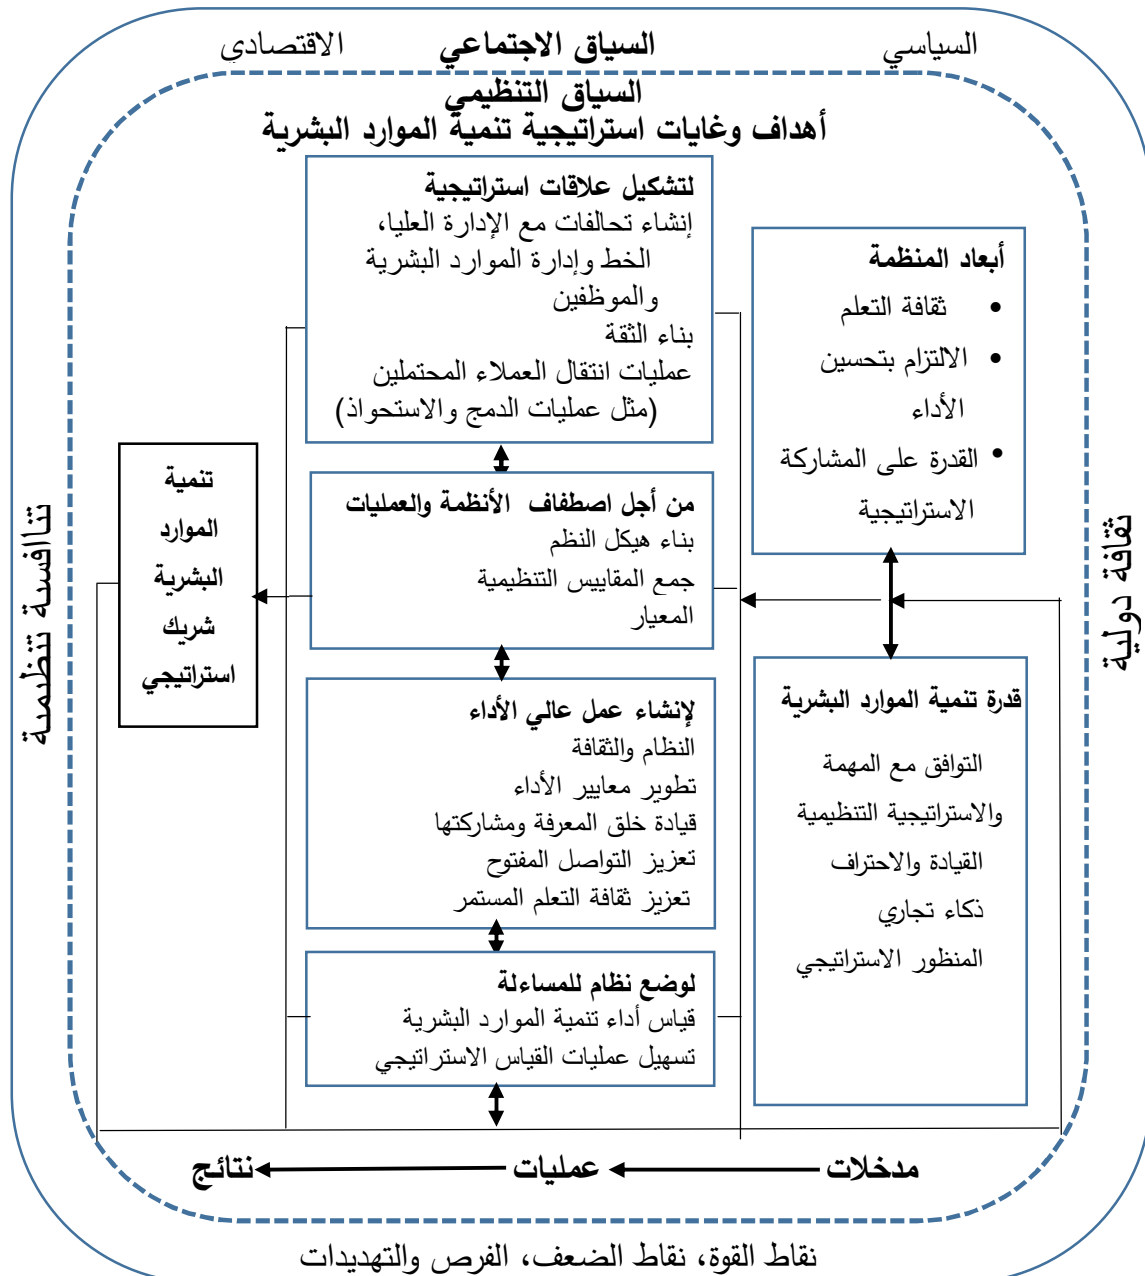 السياسي
السياق الاجتماعي
الاقتصادي
السياق التنظيمي
أهداف وغايات استراتيجية تنمية الموارد البشرية
ثقافة دولية
أبعاد المنظمة
• ثقافة التعلم
• الالتزام بتحسين
الأداء
• القدرة على المشاركة
الاستراتيجية
قدرة تنمية الموارد البشرية
التوافق مع المهمة
والاستراتيجية التنظيمية
القيادة والاحتراف
ذكاء تجاري
المنظور الاستراتيجي
لتشكيل علاقات استراتيجية
إنشاء تحالفات مع الإدارة العليا،
الخط وإدارة الموارد البشرية
والموظفين
بناء الثقة
عمليات انتقال العملاء المحتملين
(مثل عمليات الدمج والاستحواذ)
من أجل اصطفاف الأنظمة والعمليات
بناء هيكل النظم
جمع المقاييس التنظيمية
المعيار
لإنشاء عمل عالي الأداء
النظام والثقافة
تطوير معايير الأداء
قيادة خلق المعرفة ومشاركتها
تعزيز التواصل المفتوح
تعزيز ثقافة التعلم المستمر
لوضع نظام للمساءلة
قياس أداء تنمية الموارد البشرية
تسهيل عمليات القياس الاستراتيجي
تنمية
الموارد
البشرية
شريك
استراتيجي
تنظيمية
مدخلات
عمليات
نتائج
نقاط القوة، نقاط الضعف، الفرص والتهديدات